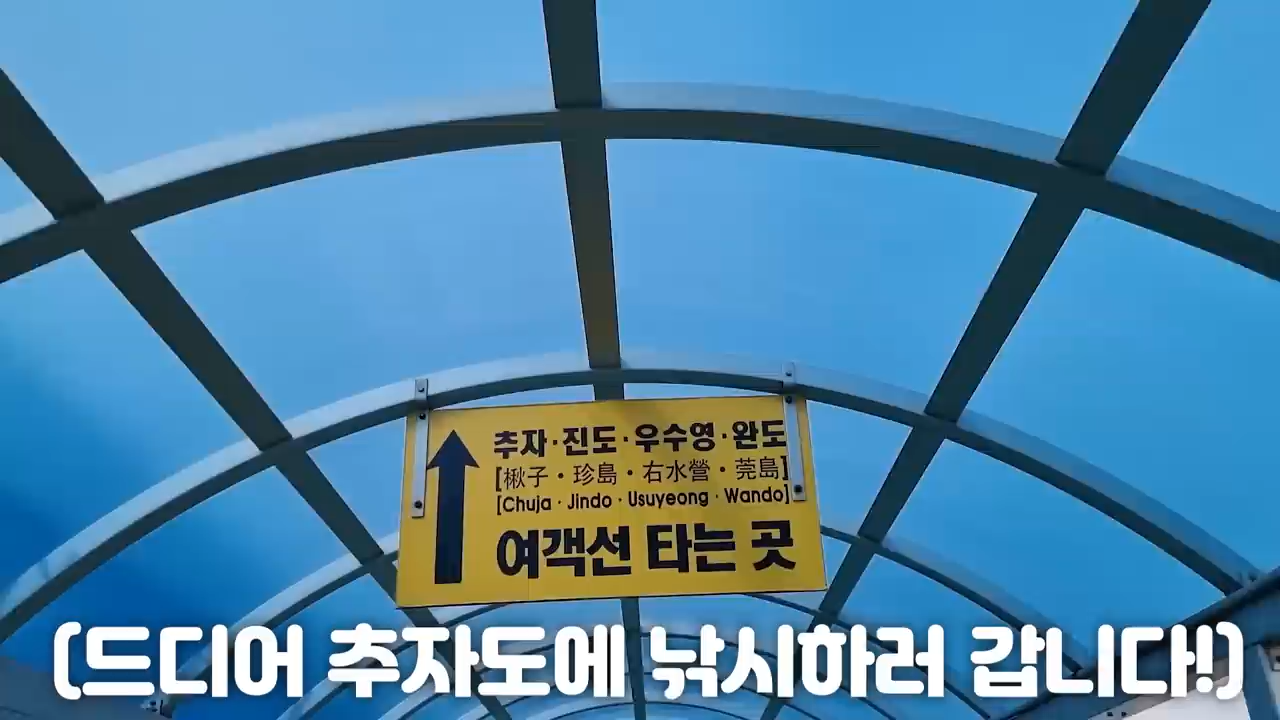 추자·진도·우수영·완도
[楸子·珍島·右水營·莞島]
[Chuja · Jindo · Usuyeong · Wando]
여객선 타는 곳
(드디어 추자도에 낚시하러 갑니다!)